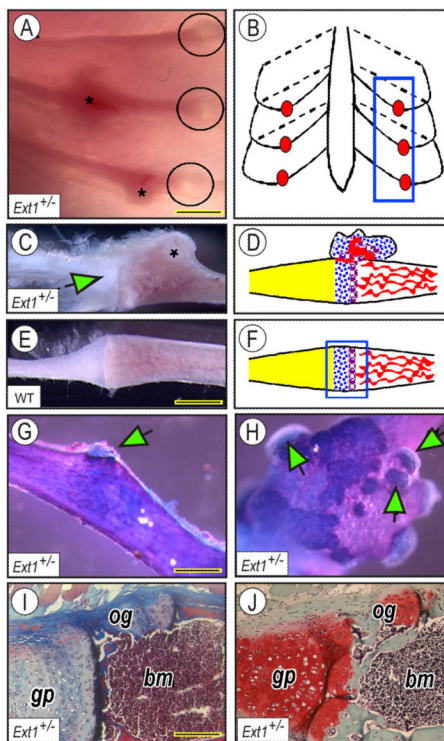 A
B
*
*
Ext1+/-
C
*
Ext1+/-
D
E
WT
F
G
Ext1+/-
H
Ext1+/-
I
og
gp
bm
Ext1+/-
J
og
gp
bm
Ext1+/-